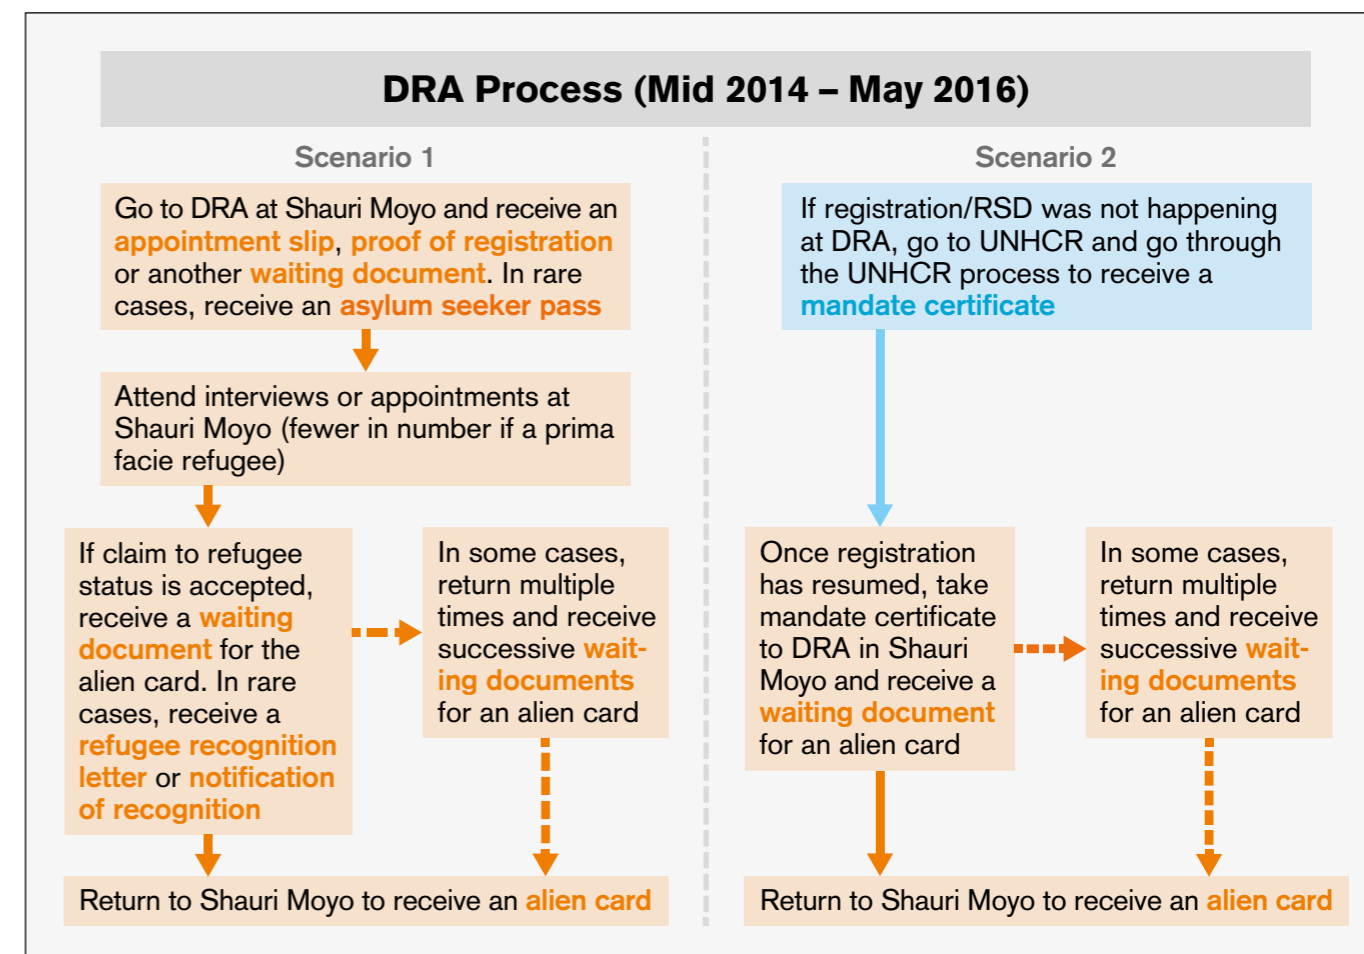 DRA Process (Mid 2014 – May 2016)
Scenario 1
Go to DRA at Shauri Moyo and receive an
appointment slip, proof of registration
or another waiting document. In rare
cases, receive an asylum seeker pass
Attend interviews or appointments at
Shauri Moyo (fewer in number if a prima
facie refugee)
If claim to refugee
status is accepted,
receive a waiting
document for the
alien card. In rare
cases, receive a
refugee recognition
letter or notification
of recognition
In some cases,
return multiple
times and receive
successive wait-
ing documents
for an alien card
Return to Shauri Moyo to receive an alien card
Scenario 2
If registration/RSD was not happening
at DRA, go to UNHCR and go through
the UNHCR process to receive a
mandate certificate
Once registration
has resumed, take
mandate certificate
to DRA in Shauri
Moyo and receive a
waiting document
for an alien card
In some cases,
return multiple
times and receive
successive wait-
ing documents
for an alien card
Return to Shauri Moyo to receive an alien card